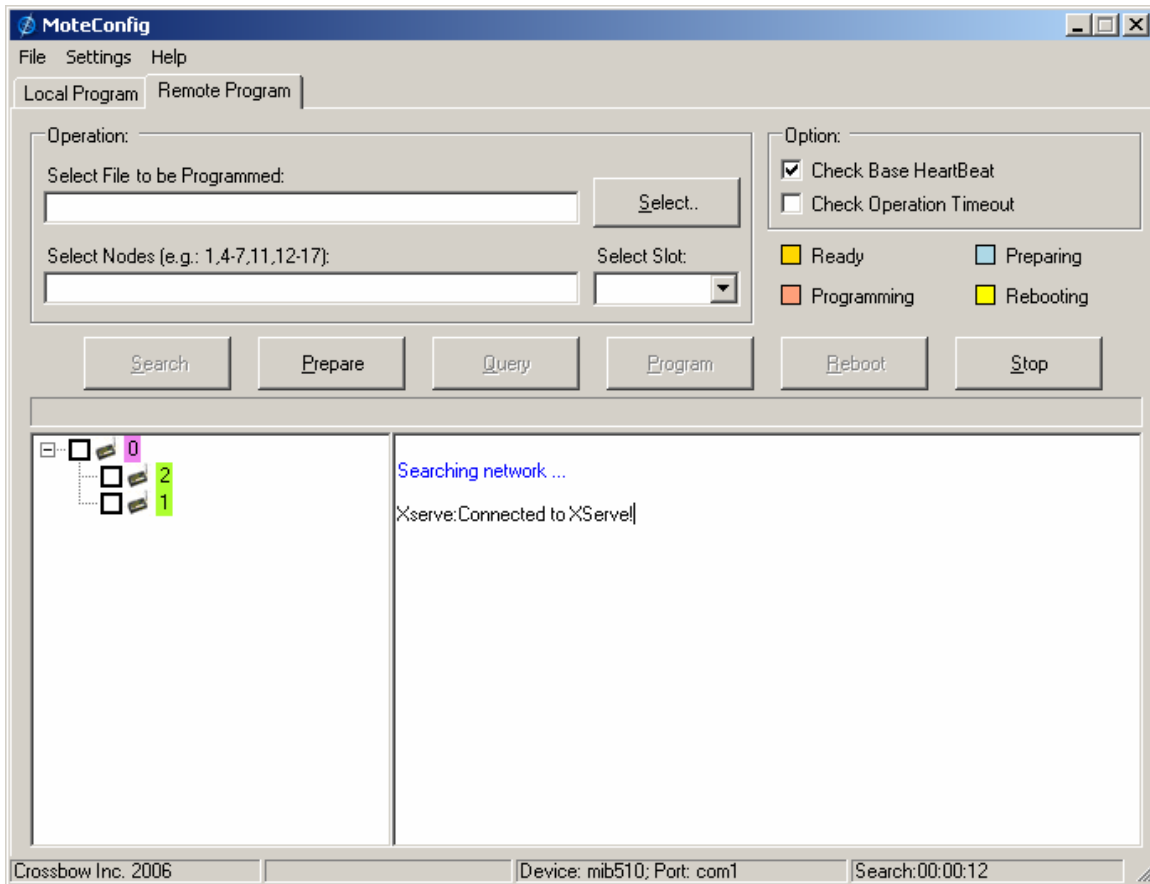 MoteConfig
File Settings Help
Local Program Remote Program
Operation:
Select File to be Programmed:
Select..
Select Nodes (e.g.: 1,4-7,11,12-17):
Select Slot:
Option:
Check Base HeartBeat
Check Operation Timeout
Ready Preparing
Programming Rebooting
Search Prepare Query Program Reboot Stop
0
2
1
Searching network ...
Xserve:Connected to XServe!
Crossbow Inc. 2006 Device: mib510; Port: com1 Search:00:00:12